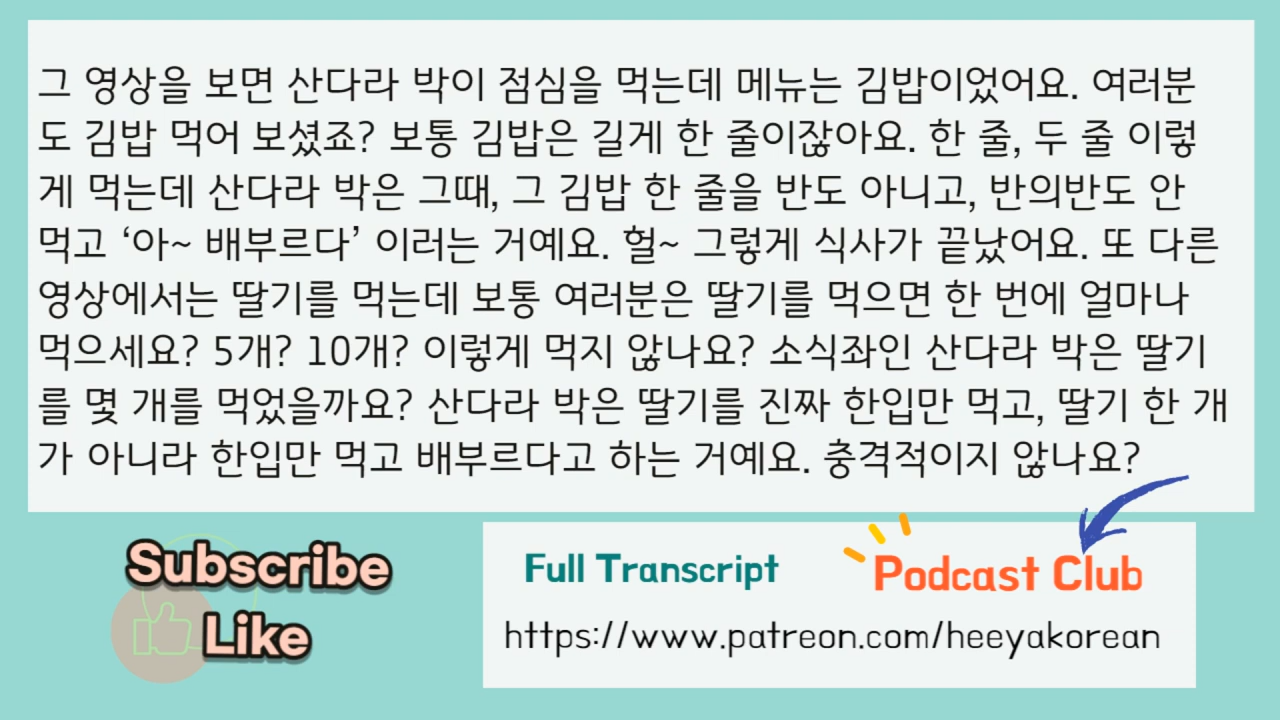 그 영상을 보면 산다라 박이 점심을 먹는데 메뉴는 김밥이었어요. 여러분
도 김밥 먹어 보셨죠? 보통 김밥은 길게 한 줄이잖아요. 한 줄, 두 줄 이렇
게 먹는데 산다라 박은 그때, 그 김밥 한 줄을 반도 아니고, 반의반도 안
먹고 ‘아~ 배부르다’ 이러는 거예요. 헐~ 그렇게 식사가 끝났어요. 또 다른
영상에서는 딸기를 먹는데 보통 여러분은 딸기를 먹으면 한 번에 얼마나
먹으세요? 5개? 10개? 이렇게 먹지 않나요? 소식좌인 산다라 박은 딸기
를 몇 개를 먹었을까요? 산다라 박은 딸기를 진짜 한입만 먹고, 딸기 한 개
가 아니라 한입만 먹고 배부르다고 하는 거예요. 충격적이지 않나요?
Subscribe
Like
Full Transcript
Podcast Club
https://www.patreon.com/heeyakorean